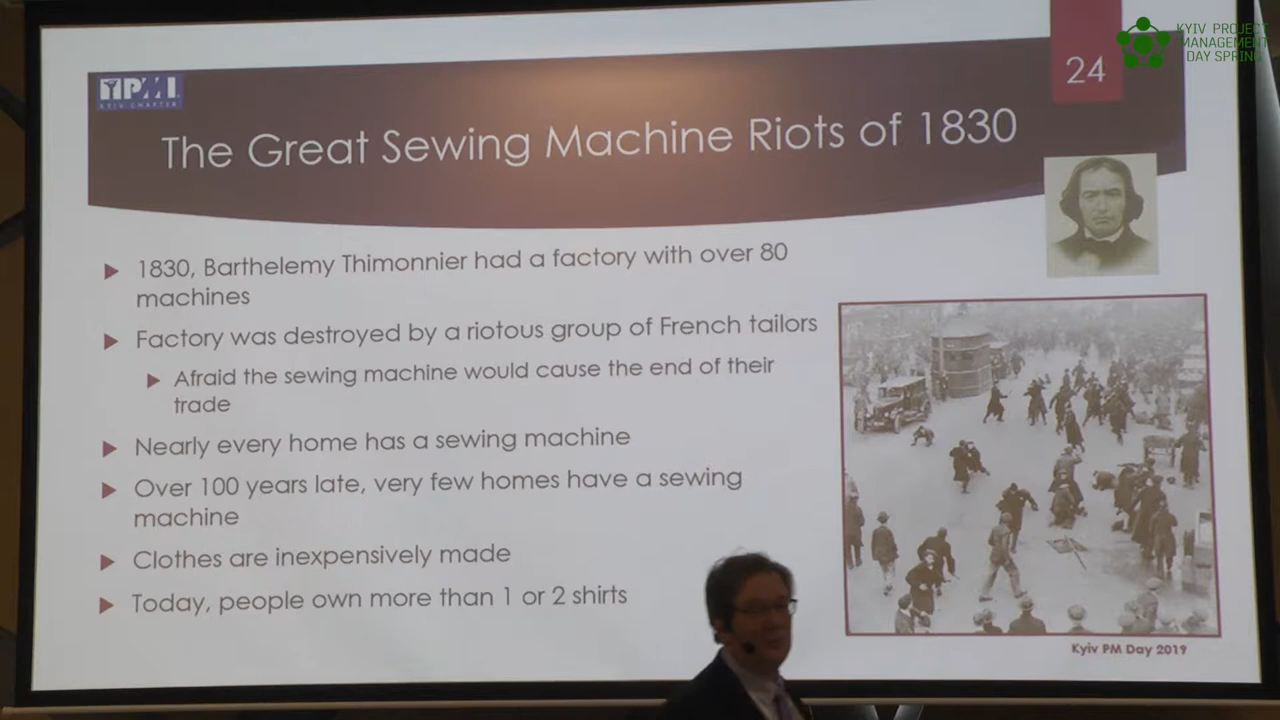 KYIV PROJECT
MANAGEMENT
DAY SPRING
24
PMI
KYIV CHAPTER
The Great Sewing Machine Riots of 1830
1830, Barthelemy Thimonnier had a factory with over 80
machines
Factory was destroyed by a riotous group of French tailors
Afraid the sewing machine would cause the end of their
trade
Nearly every home has a sewing machine
Over 100 years late, very few homes have a sewing
machine
Clothes are inexpensively made
Today, people own more than 1 or 2 shirts
Kyiv PM Day 2019